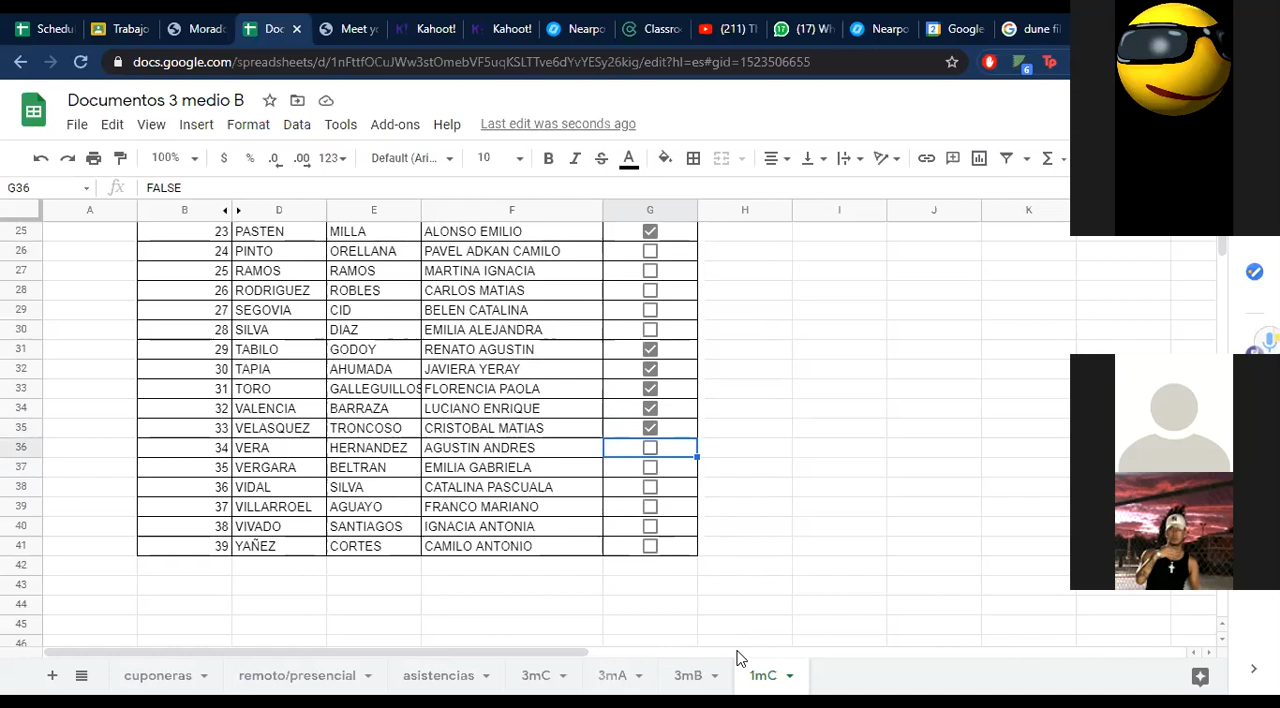 Schedu Trabajo Morad Doc Meet y Kahoot! Kahoot! Nearpo Classro (211) Tl (17) Wh Nearpo Google dune fi
docs.google.com/spreadsheets/d/11FttfOCuJWw3stOmebVF5uqKSLTTve6dYvYESy26kig/edit?hl=es#gid=1523506655
6 Tp
Documentos 3 medio B
File Edit View Insert Format Data Tools Add-ons Help Last edit was seconds ago
100% $ % .0 .00 123 Default (Ari... 10 B I S A Σ
G36 fx FALSE
A B D E F G H I J K
25 23 PASTEN MILLA ALONSO EMILIO
26 24 PINTO ORELLANA PAVEL ADKAN CAMILO
27 25 RAMOS RAMOS MARTINA IGNACIA
28 26 RODRIGUEZ ROBLES CARLOS MATIAS
29 27 SEGOVIA CID BELEN CATALINA
30 28 SILVA DIAZ EMILIA ALEJANDRA
31 29 TABILO GODOY RENATO AGUSTIN
32 30 TAPIA AHUMADA JAVIERA YERAY
33 31 TORO GALLEGUILLOS FLORENCIA PAOLA
34 32 VALENCIA BARRAZA LUCIANO ENRIQUE
35 33 VELASQUEZ TRONCOSO CRISTOBAL MATIAS
36 34 VERA HERNANDEZ AGUSTIN ANDRES
37 35 VERGARA BELTRAN EMILIA GABRIELA
38 36 VIDAL SILVA CATALINA PASCUALA
39 37 VILLARROEL AGUAYO FRANCO MARIANO
40 38 VIVADO SANTIAGOS IGNACIA ANTONIA
41 39 YAÑEZ CORTES CAMILO ANTONIO
42
43
44
45
46
cuponeras remoto/presencial asistencias 3mC 3mA 3mB 1mC